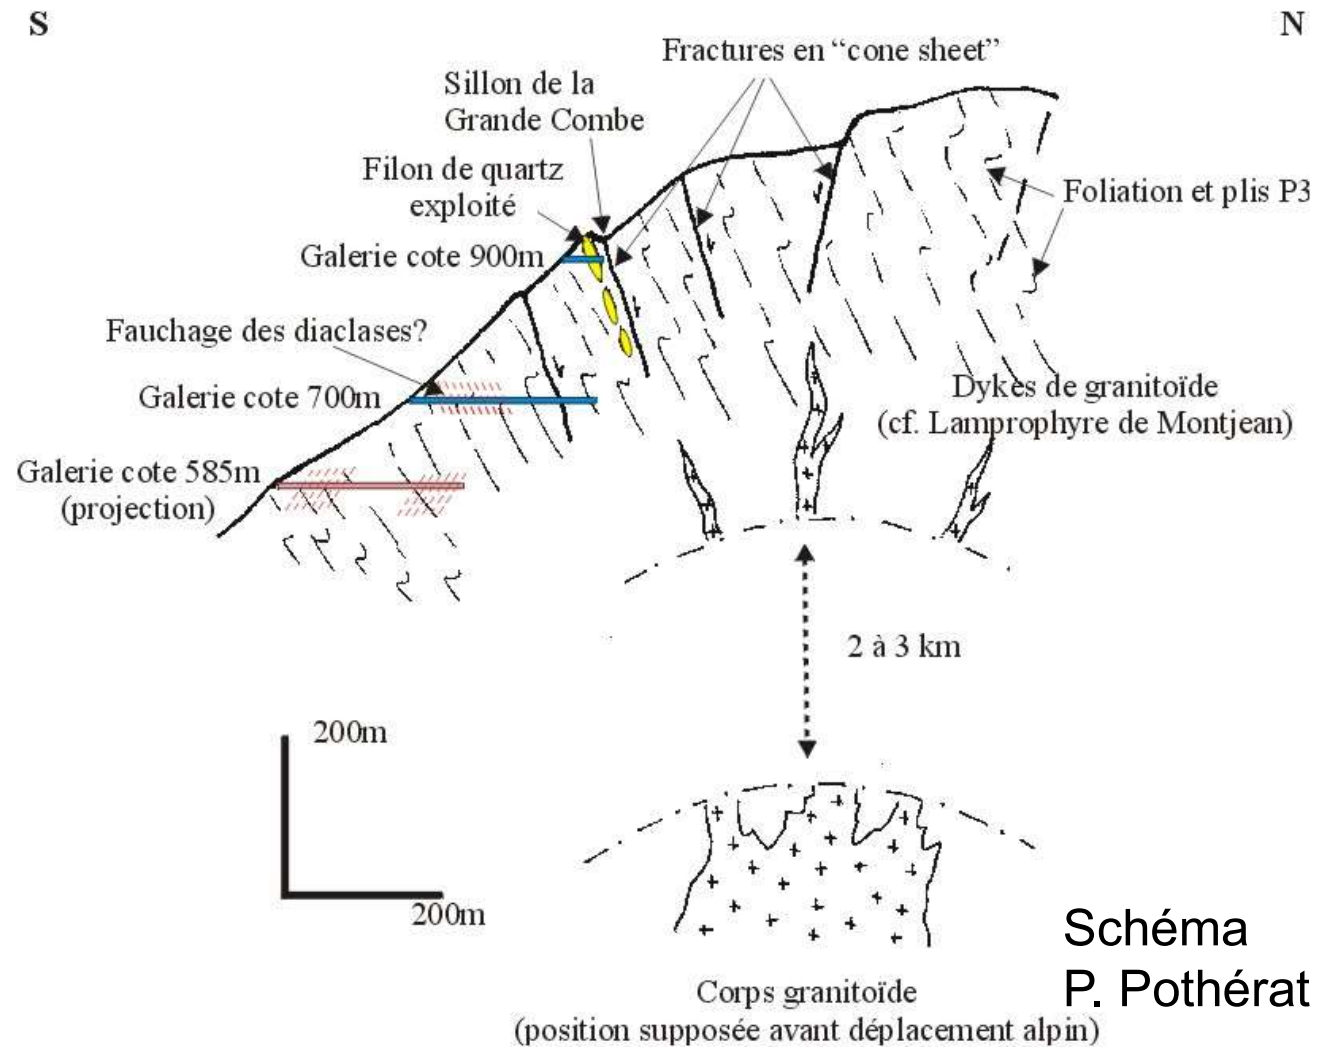 S
N
Fractures en “cone sheet”
Sillon de la
Grande Combe
Filon de quartz
exploité
Foliation et plis P3
Galerie cote 900m
Fauchage des diaclases?
Galerie cote 700m
Dykes de granitoïde
(cf. Lamprophyre de Montjean)
Galerie cote 585m
(projection)
2 à 3 km
200m
200m
Schéma
P. Pothérat
Corps granitoïde
(position supposée avant déplacement alpin)